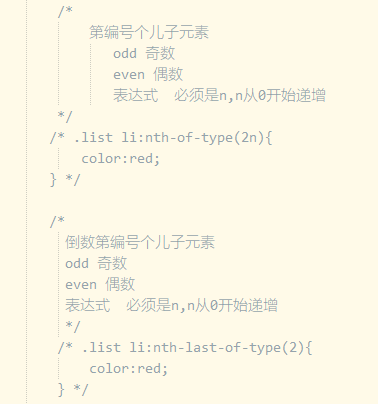 /*
第编号个儿子元素
odd 奇数
even 偶数
表达式 必须是n,n从0开始递增
*/
/* .list li:nth-of-type(2n){
color:red;
} */
/*
倒数第编号个儿子元素
odd 奇数
even 偶数
表达式 必须是n,n从0开始递增
*/
/* .list li:nth-last-of-type(2){
color:red;
} */